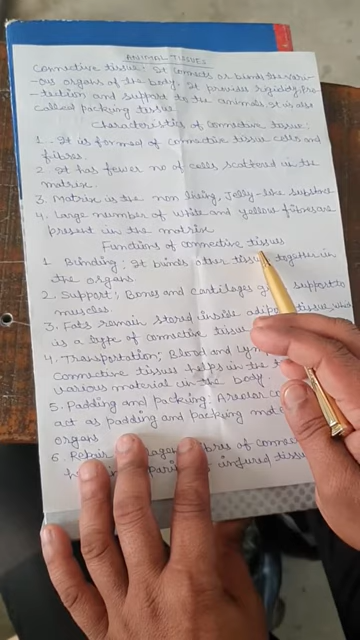 ANIMAL TISSUES
Connective tissue: It connects or binds the vari-
-ous organs of the body. It provides rigidity, Pro-
-tection and support to the animals. It is also
called packing tissue.
Characteristics of connective tissue:
1. It is formed of connective tissue cells and
fibres.
2. It has fewer no of cells scattered in the
matrix.
3. Matrix is the non living, Jelly-like substance
4. Large number of white and yellow fibres are
present in the matrix
Functions of connective tissues
1 Binding: It binds other tissue together in
the organs.
2. Support: Bones and cartilages support to
muscles.
3. Fats remain stored inside tissue, which
is a type of connective tissue
4. Transportation: Blood and
connective tissue helps in the
various material in the body.
5. Padding and packing:
act as padding and packing
organs
6. Repair fibres of
injured